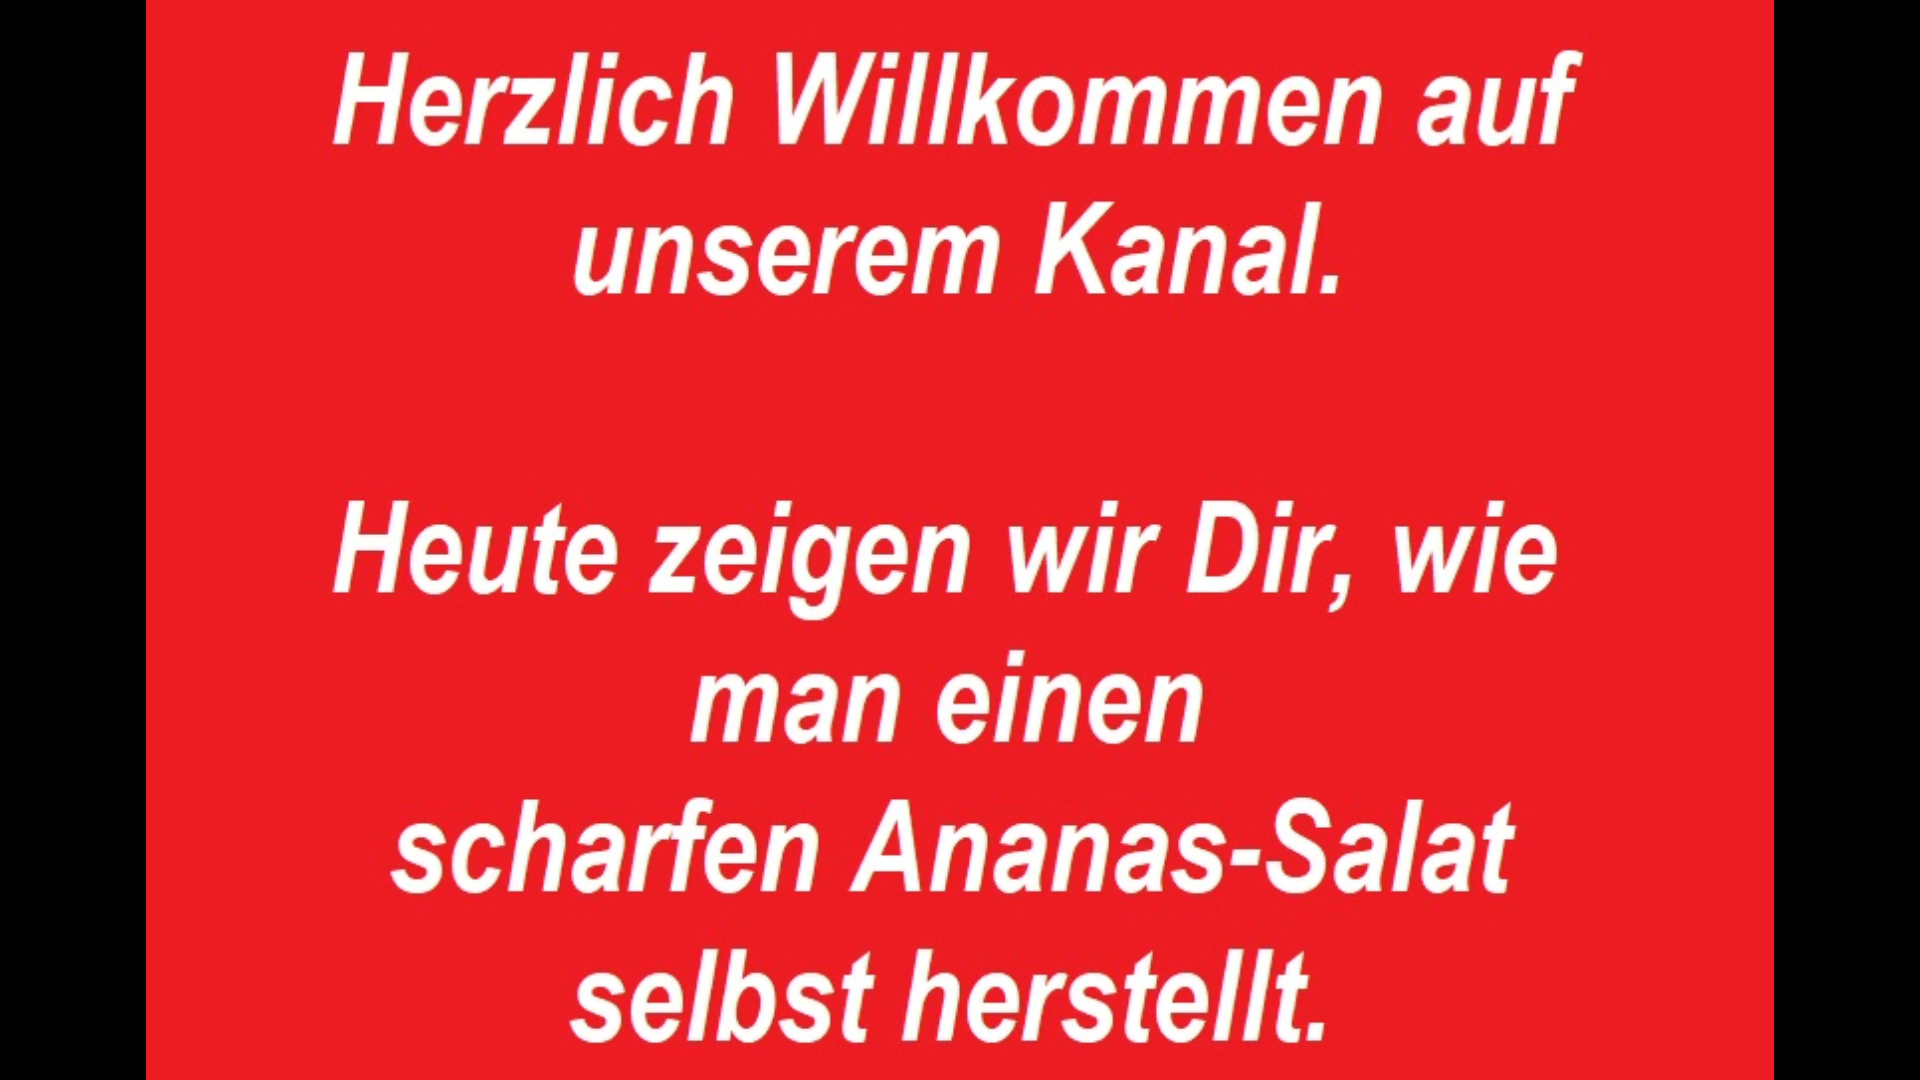 Herzlich Willkommen auf
unserem Kanal.
Heute zeigen wir Dir, wie
man einen
scharfen Ananas-Salat
selbst herstellt.